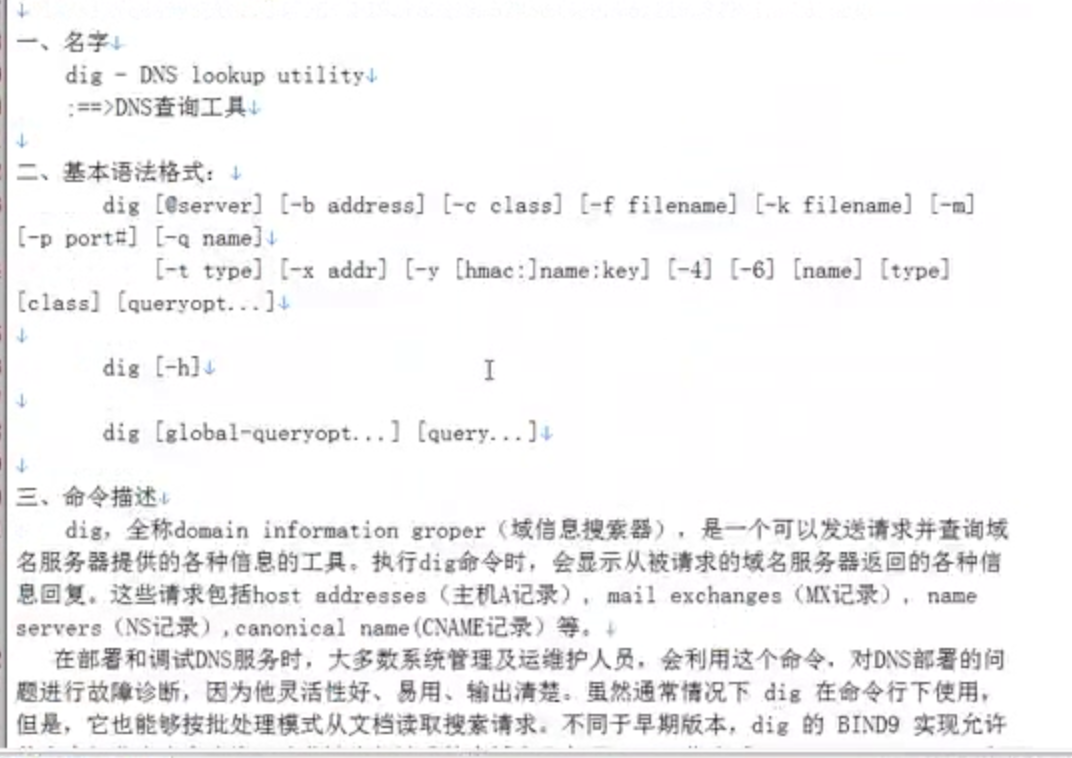 一、名字↓
dig - DNS lookup utility↓
:==>DNS查询工具↓
↓
二、基本语法格式：↓
dig [@server] [-b address] [-c class] [-f filename] [-k filename] [-m]
[-p port#] [-q name]↓
[-t type] [-x addr] [-y [hmac:]name:key] [-4] [-6] [name] [type]
[class] [queryopt...]↓
↓
dig [-h]↓
↓
dig [global-queryopt...] [query...]↓
↓
三、命令描述↓
dig，全称domain information groper（域信息搜索器），是一个可以发送请求并查询域
名服务器提供的各种信息的工具。执行dig命令时，会显示从被请求的域名服务器返回的各种信
息回复。这些请求包括host addresses（主机A记录），mail exchanges（MX记录），name
servers（NS记录）,canonical name(CNAME记录）等。↓
在部署和调试DNS服务时，大多数系统管理及运维护人员，会利用这个命令，对DNS部署的问
题进行故障诊断，因为他灵活性好、易用、输出清楚。虽然通常情况下 dig 在命令行下使用，
但是，它也能够按批处理模式从文档读取搜索请求。不同于早期版本，dig 的 BIND9 实现允许